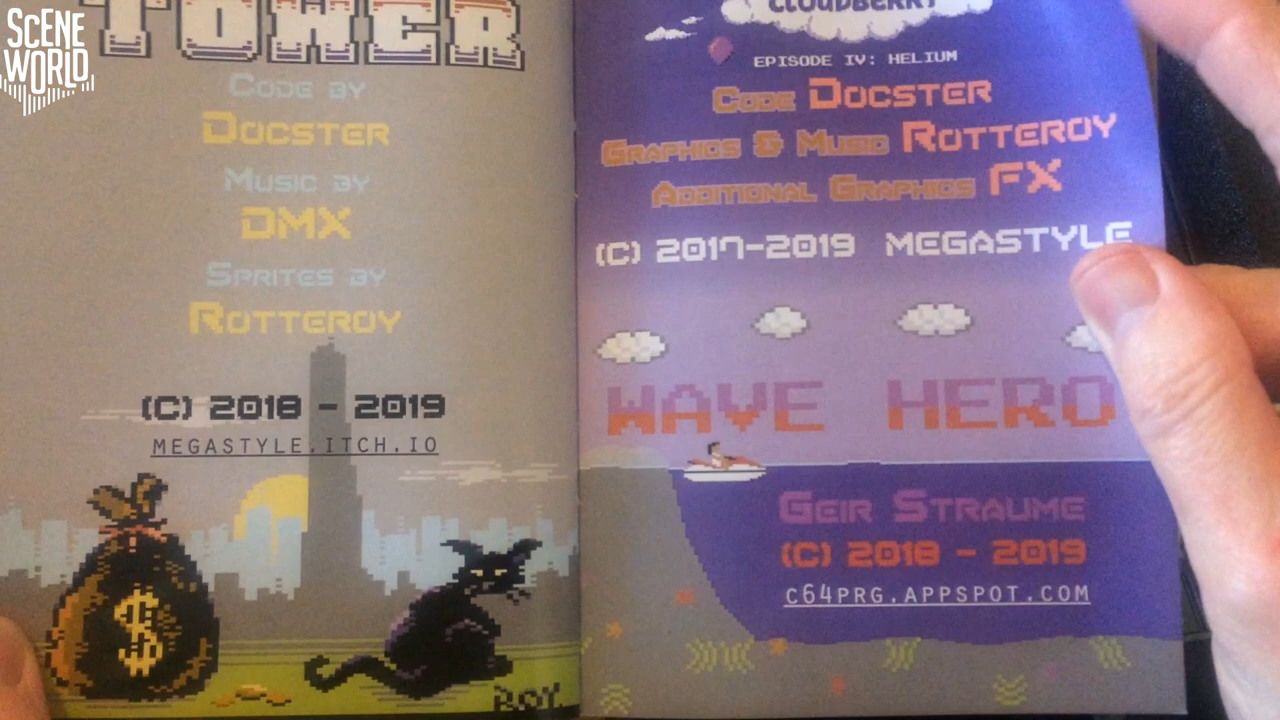 SCENE
WORLD
TOWER
CODE BY
DOCSTER
MUSIC BY
DMX
SPRITES BY
ROTTEROY
(C) 2018 - 2019
MEGASTYLE.ITCH.IO
$
ROY
CLOUDBERRY
EPISODE IV: HELIUM
CODE DOCSTER
GRAPHICS & MUSIC ROTTEROY
ADDITIONAL GRAPHICS FX
(C) 2017-2019 MEGASTYLE
WAVE HERO
GEIR STRAUME
(C) 2018 - 2019
C64PRG.APPSPOT.COM